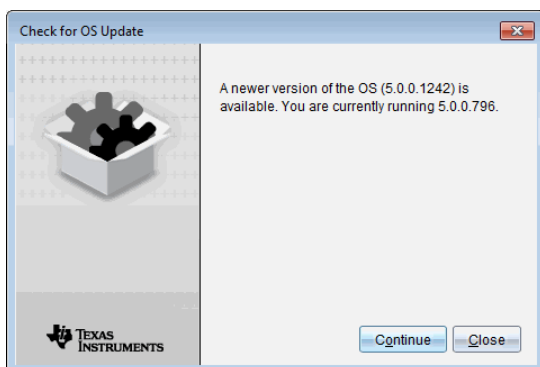 Check for OS Update
A newer version of the OS (5.0.0.1242) is
available. You are currently running 5.0.0.796.
TEXAS
INSTRUMENTS
Continue
Close